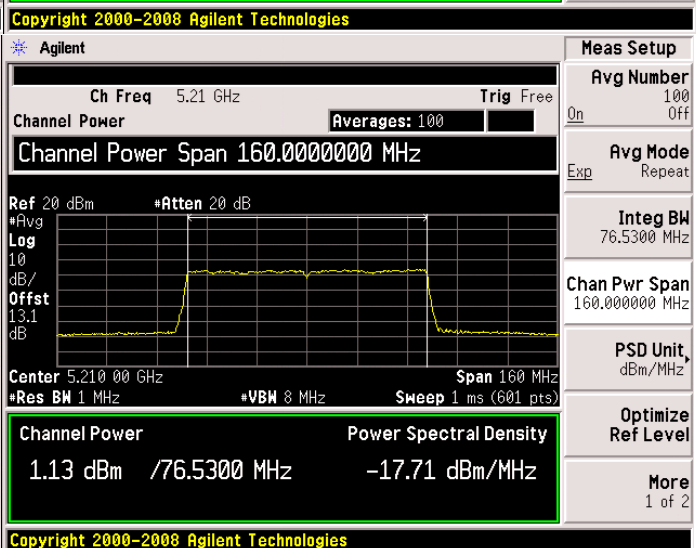 Copyright 2000-2008 Agilent Technologies
Agilent
Meas Setup
Ch Freq 5.21 GHz Trig Free
Channel Power Averages: 100
Channel Power Span 160.0000000 MHz
Ref 20 dBm #Atten 20 dB
#Avg
Log
10
dB/
Offst
13.1
dB
Center 5.210 00 GHz Span 160 MHz
#Res BW 1 MHz #VBW 8 MHz Sweep 1 ms (601 pts)
Channel Power Power Spectral Density
1.13 dBm /76.5300 MHz -17.71 dBm/MHz
Avg Number
100
On Off
Avg Mode
Exp Repeat
Integ BW
76.5300 MHz
Chan Pwr Span
160.000000 MHz
PSD Unit
dBm/MHz
Optimize
Ref Level
More
1 of 2
Copyright 2000-2008 Agilent Technologies